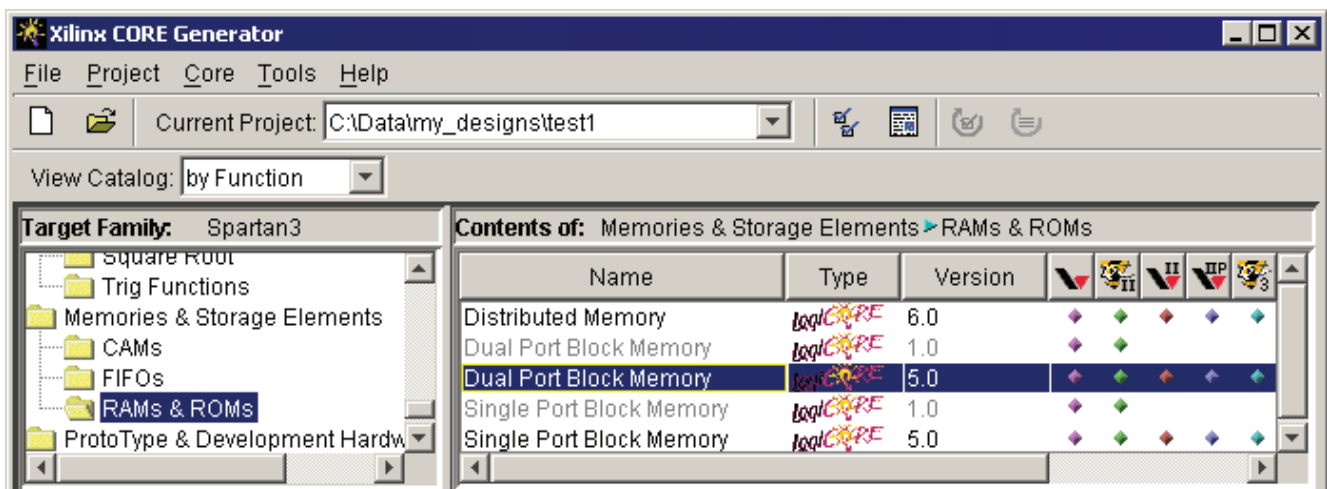 Xilinx CORE Generator
File Project Core Tools Help
Current Project: C:\Data\my_designs\test1
View Catalog: by Function
Target Family: Spartan3
Square Root
Trig Functions
Memories & Storage Elements
CAMs
FIFOs
RAMs & ROMs
ProtoType & Development Hardw
Contents of: Memories & Storage Elements RAMs & ROMs
Name Type Version II II IIP 3
Distributed Memory logiCORE 6.0
Dual Port Block Memory logiCORE 1.0
Dual Port Block Memory logiCORE 5.0
Single Port Block Memory logiCORE 1.0
Single Port Block Memory logiCORE 5.0